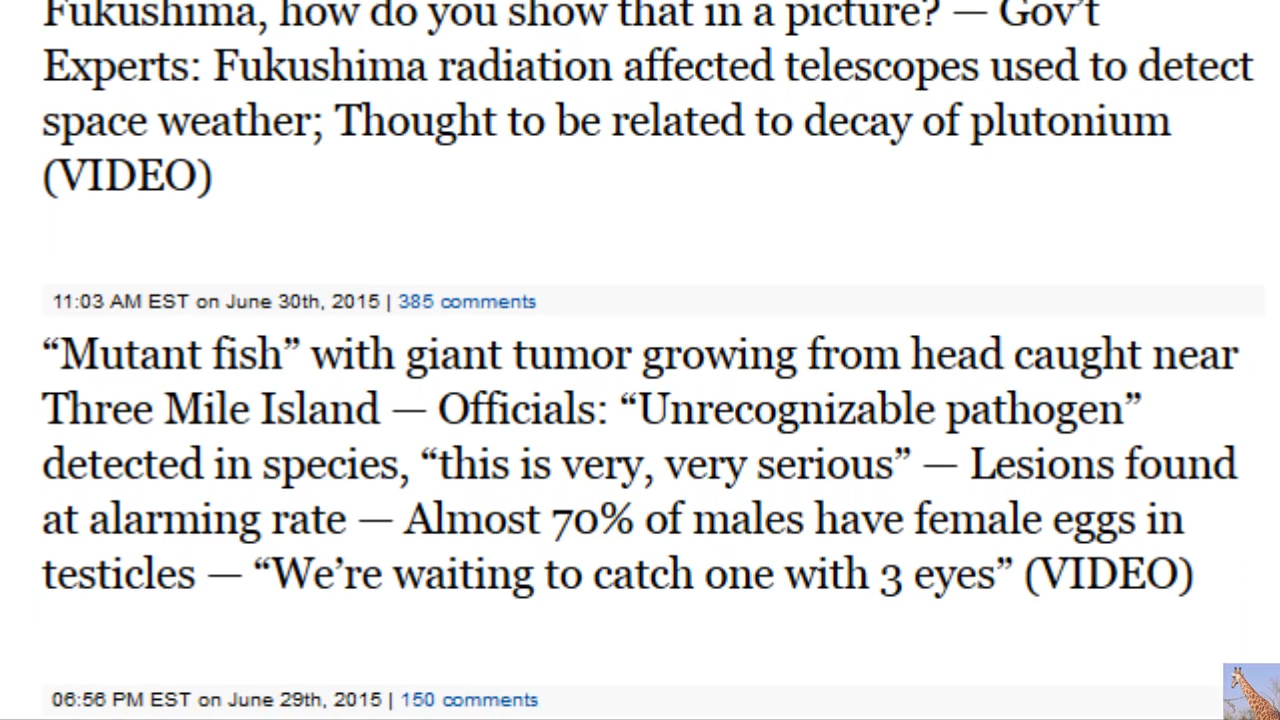 Fukushima, how do you show that in a picture? — Gov't
Experts: Fukushima radiation affected telescopes used to detect
space weather; Thought to be related to decay of plutonium
(VIDEO)
11:03 AM EST on June 30th, 2015 | 385 comments
“Mutant fish” with giant tumor growing from head caught near
Three Mile Island — Officials: “Unrecognizable pathogen”
detected in species, “this is very, very serious” — Lesions found
at alarming rate — Almost 70% of males have female eggs in
testicles — “We’re waiting to catch one with 3 eyes” (VIDEO)
06:56 PM EST on June 29th, 2015 | 150 comments